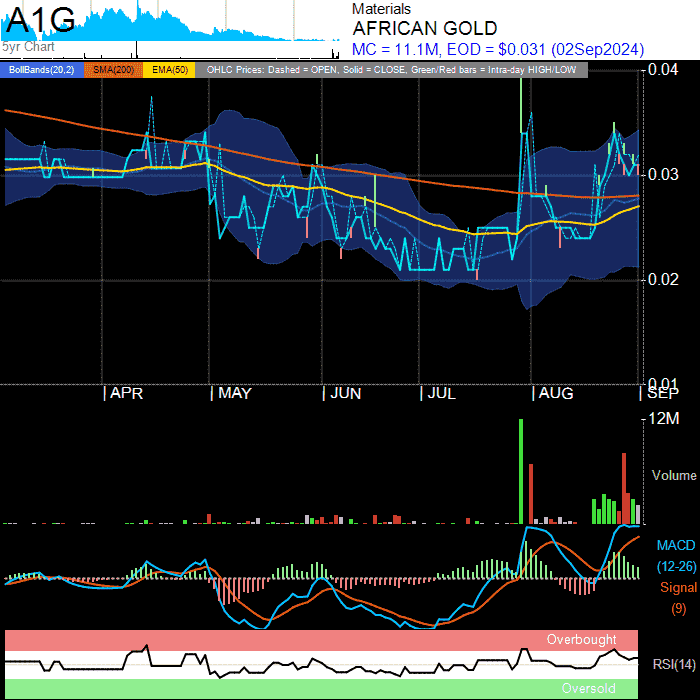 A1G
5yr Chart
Materials
AFRICAN GOLD
MC = 11.1M, EOD = $0.031 (02Sep2024)
BollBands(20,2) SMA(200) EMA(50) OHLC Prices: Dashed = OPEN, Solid = CLOSE, Green/Red bars = Intra-day HIGH/LOW
0.04
0.03
0.02
0.01
| APR | MAY | JUN | JUL | AUG | SEP
12M
Volume
MACD
(12-26)
Signal
(9)
Overbought
RSI(14)
Oversold